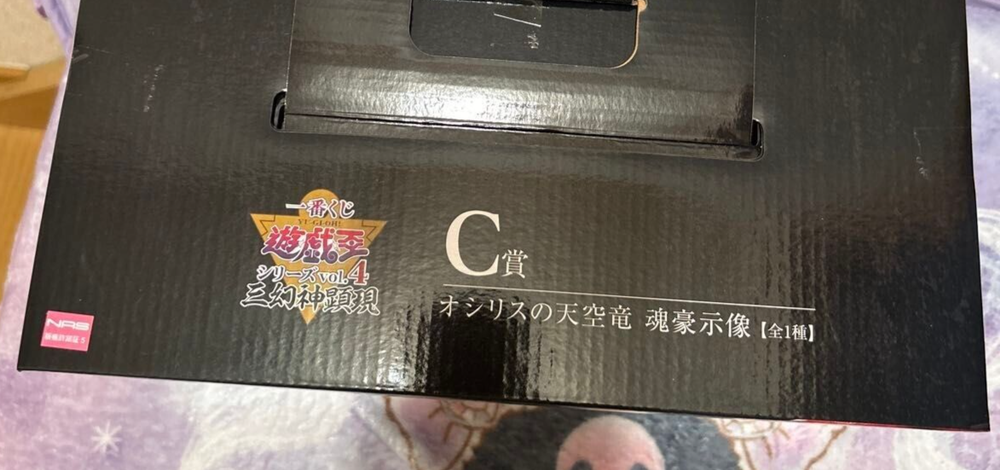 一番くじ
YU-GI-OH!
遊戯王
シリーズvol.4
三幻神顕現
C賞
オシリスの天空竜 魂豪示像【全1種】
NAS